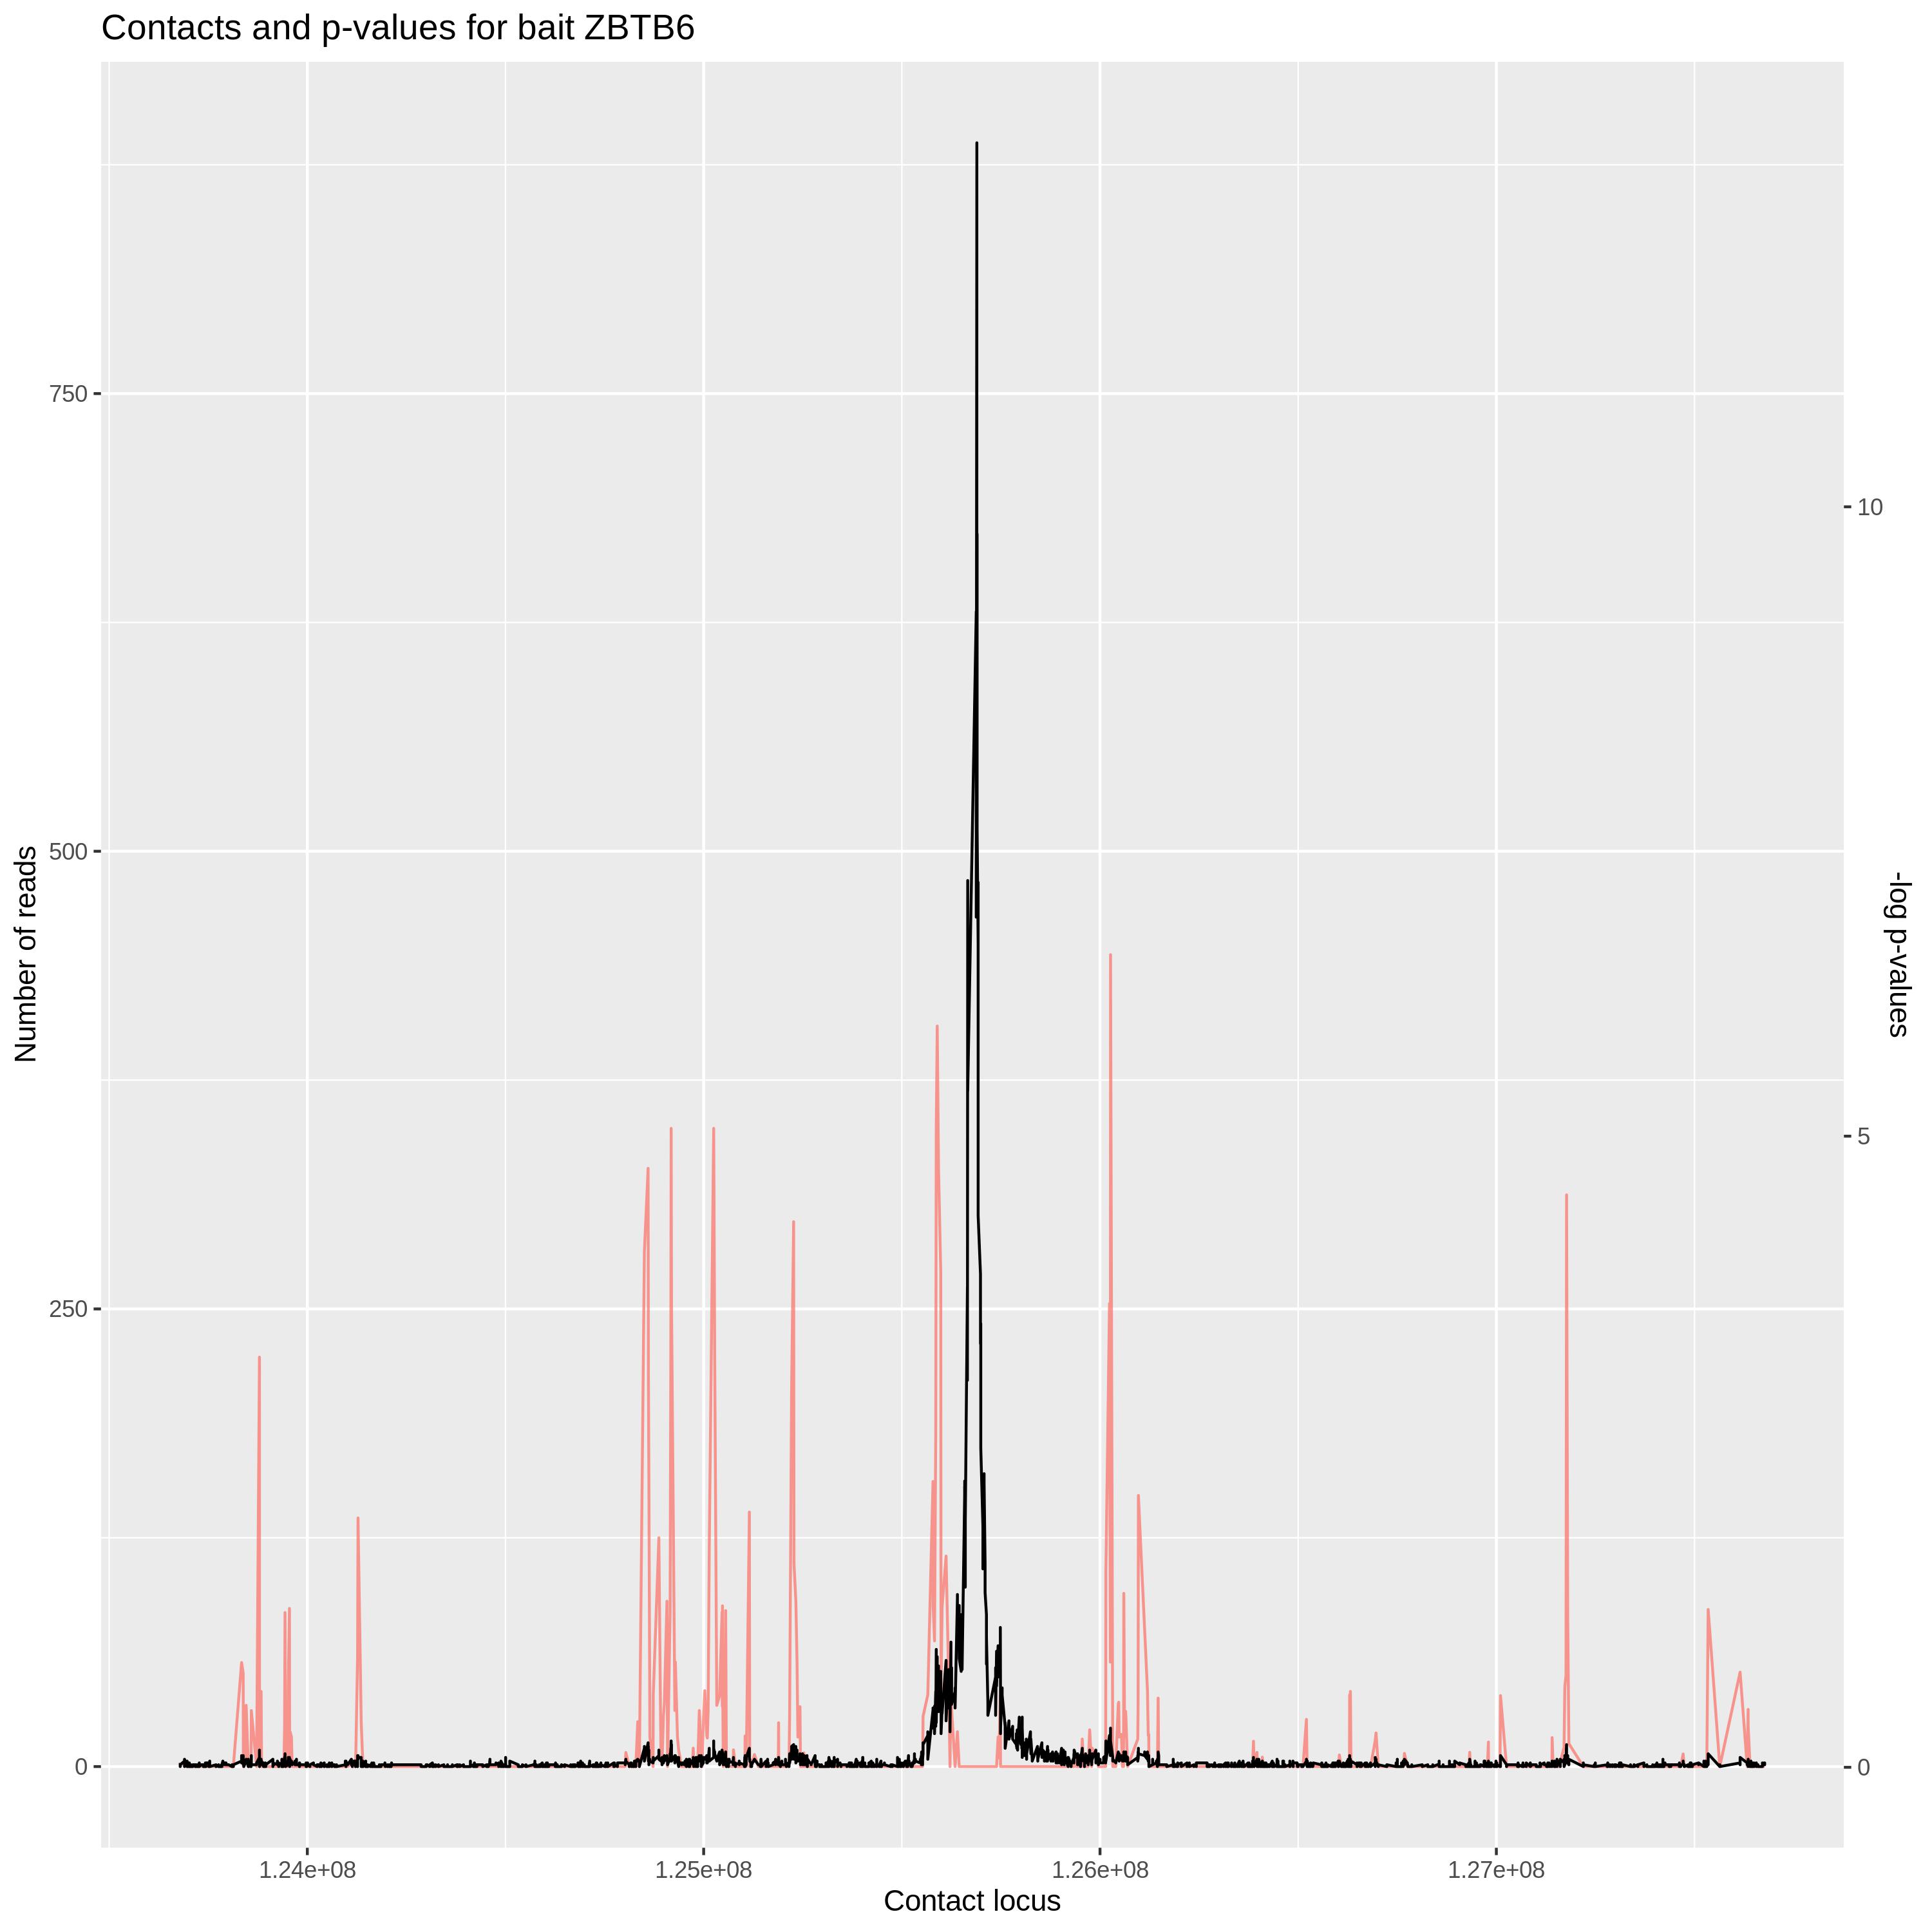 Contacts and p-values for bait ZBTB6
750
500
250
0
Number of reads
10
5
0
-log p-values
1.24e+08
1.25e+08
1.26e+08
1.27e+08
Contact locus